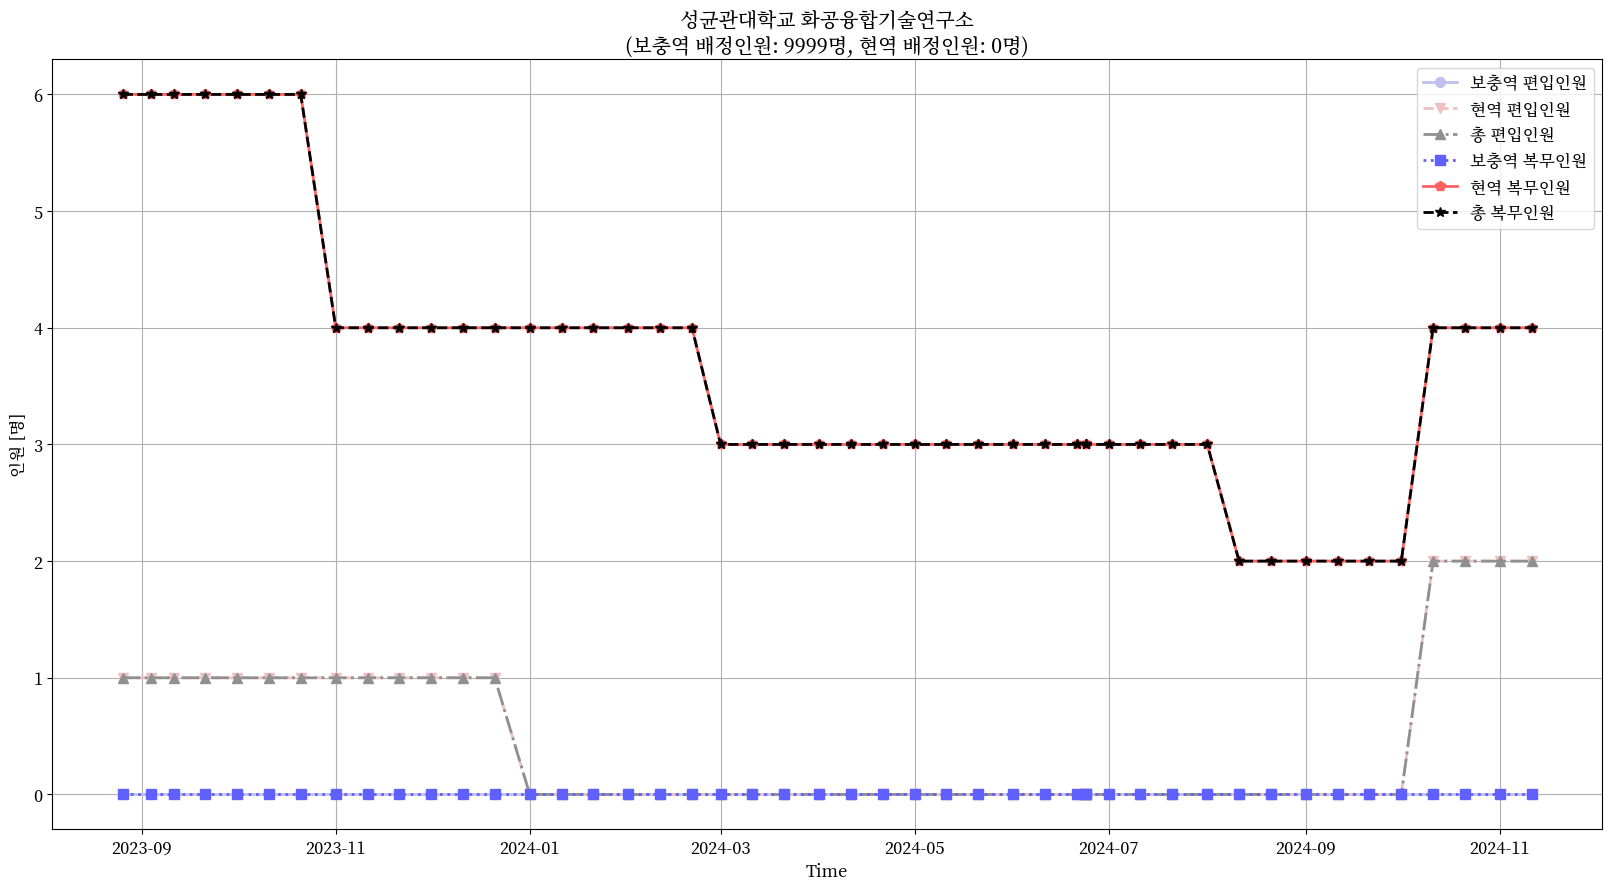 성균관대학교 화공융합기술연구소
(보충역 배정인원: 9999명, 현역 배정인원: 0명)
보충역 편입인원
현역 편입인원
총 편입인원
보충역 복무인원
현역 복무인원
총 복무인원
인원 [명]
6
5
4
3
2
1
0
2023-09 2023-11 2024-01 2024-03 2024-05 2024-07 2024-09 2024-11
Time